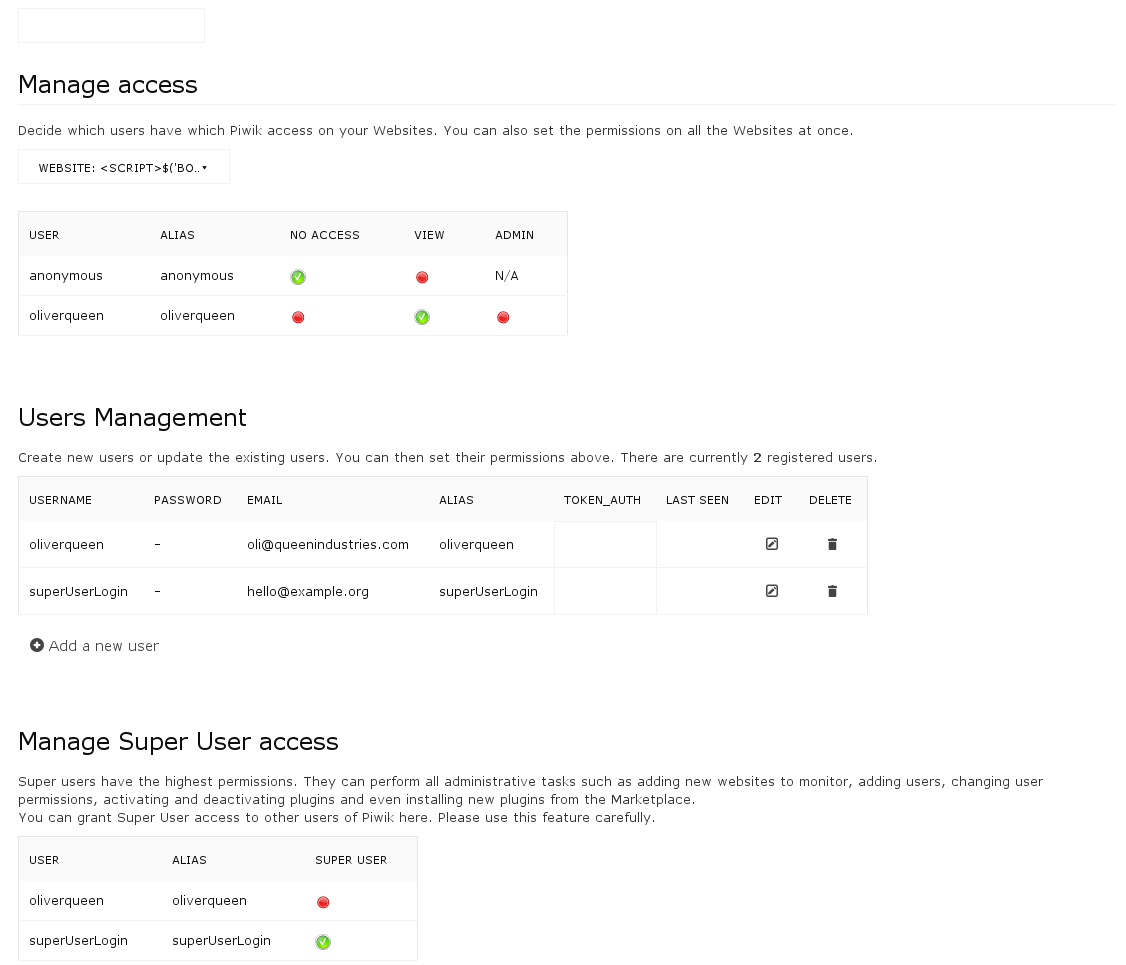 Manage access
Decide which users have which Piwik access on your Websites. You can also set the permissions on all the Websites at once.
WEBSITE: <SCRIPT>$('BO..
USER ALIAS NO ACCESS VIEW ADMIN
anonymous anonymous N/A
oliverqueen oliverqueen
Users Management
Create new users or update the existing users. You can then set their permissions above. There are currently 2 registered users.
USERNAME PASSWORD EMAIL ALIAS TOKEN_AUTH LAST SEEN EDIT DELETE
oliverqueen - oli@queenindustries.com oliverqueen
superUserLogin - hello@example.org superUserLogin
Add a new user
Manage Super User access
Super users have the highest permissions. They can perform all administrative tasks such as adding new websites to monitor, adding users, changing user
permissions, activating and deactivating plugins and even installing new plugins from the Marketplace.
You can grant Super User access to other users of Piwik here. Please use this feature carefully.
USER ALIAS SUPER USER
oliverqueen oliverqueen
superUserLogin superUserLogin